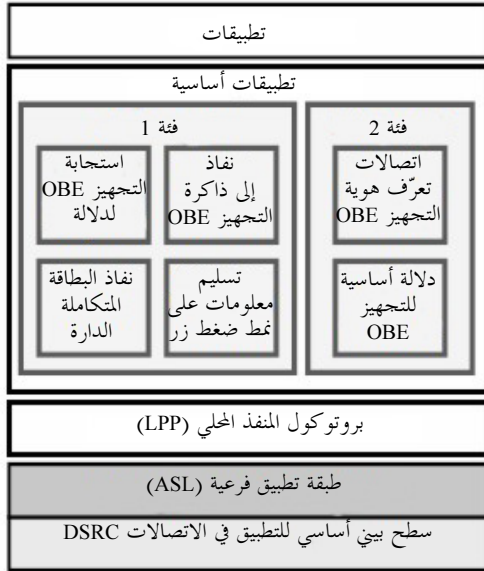 تطبيقات
تطبيقات أساسية
فئة 1
استجابة
التجهيز OBE
لدلالة
نفاذ
إلى ذاكرة
التجهيز OBE
نفاذ البطاقة
المتكاملة
الدارة
تسليم
معلومات على
نمط ضغط زر
فئة 2
اتصالات
تعرّف هوية
التجهيز OBE
دلالة أساسية
للتجهيز
OBE
بروتوكول المنفذ المحلي (LPP)
طبقة تطبيق فرعية (ASL)
سطح بيني أساسي للتطبيق في الاتصالات DSRC